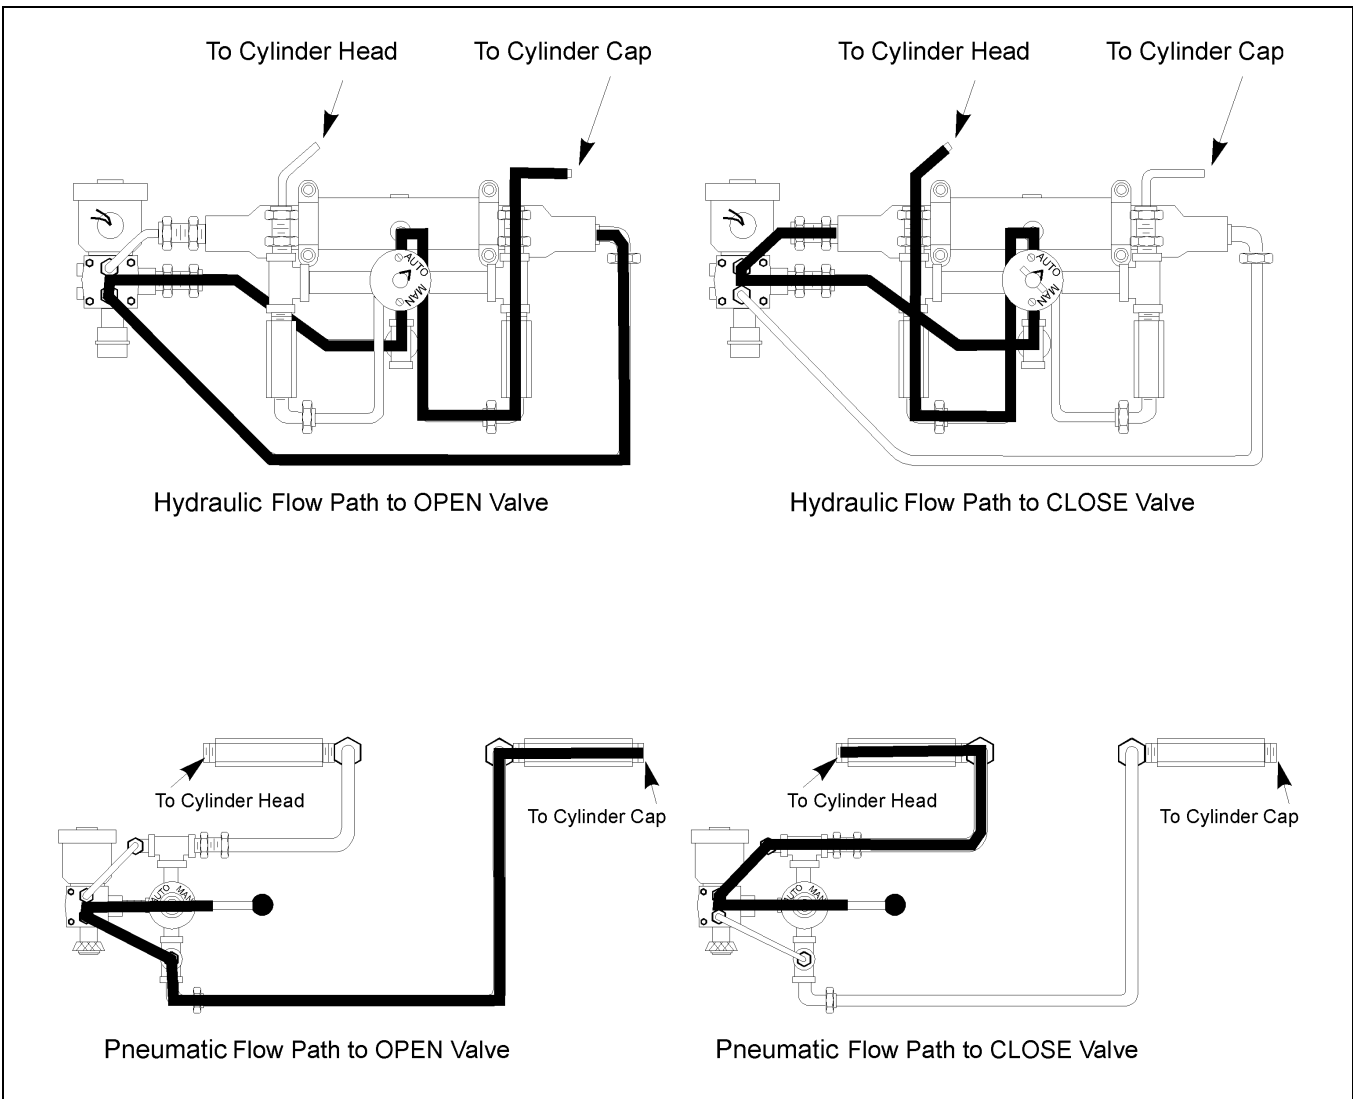 To Cylinder Head
To Cylinder Cap
To Cylinder Head
To Cylinder Cap
AUTO
MAN
AUTO
MAN
Hydraulic Flow Path to OPEN Valve
Hydraulic Flow Path to CLOSE Valve
To Cylinder Head
To Cylinder Cap
To Cylinder Head
To Cylinder Cap
AUTO
MAN
AUTO
MAN
Pneumatic Flow Path to OPEN Valve
Pneumatic Flow Path to CLOSE Valve